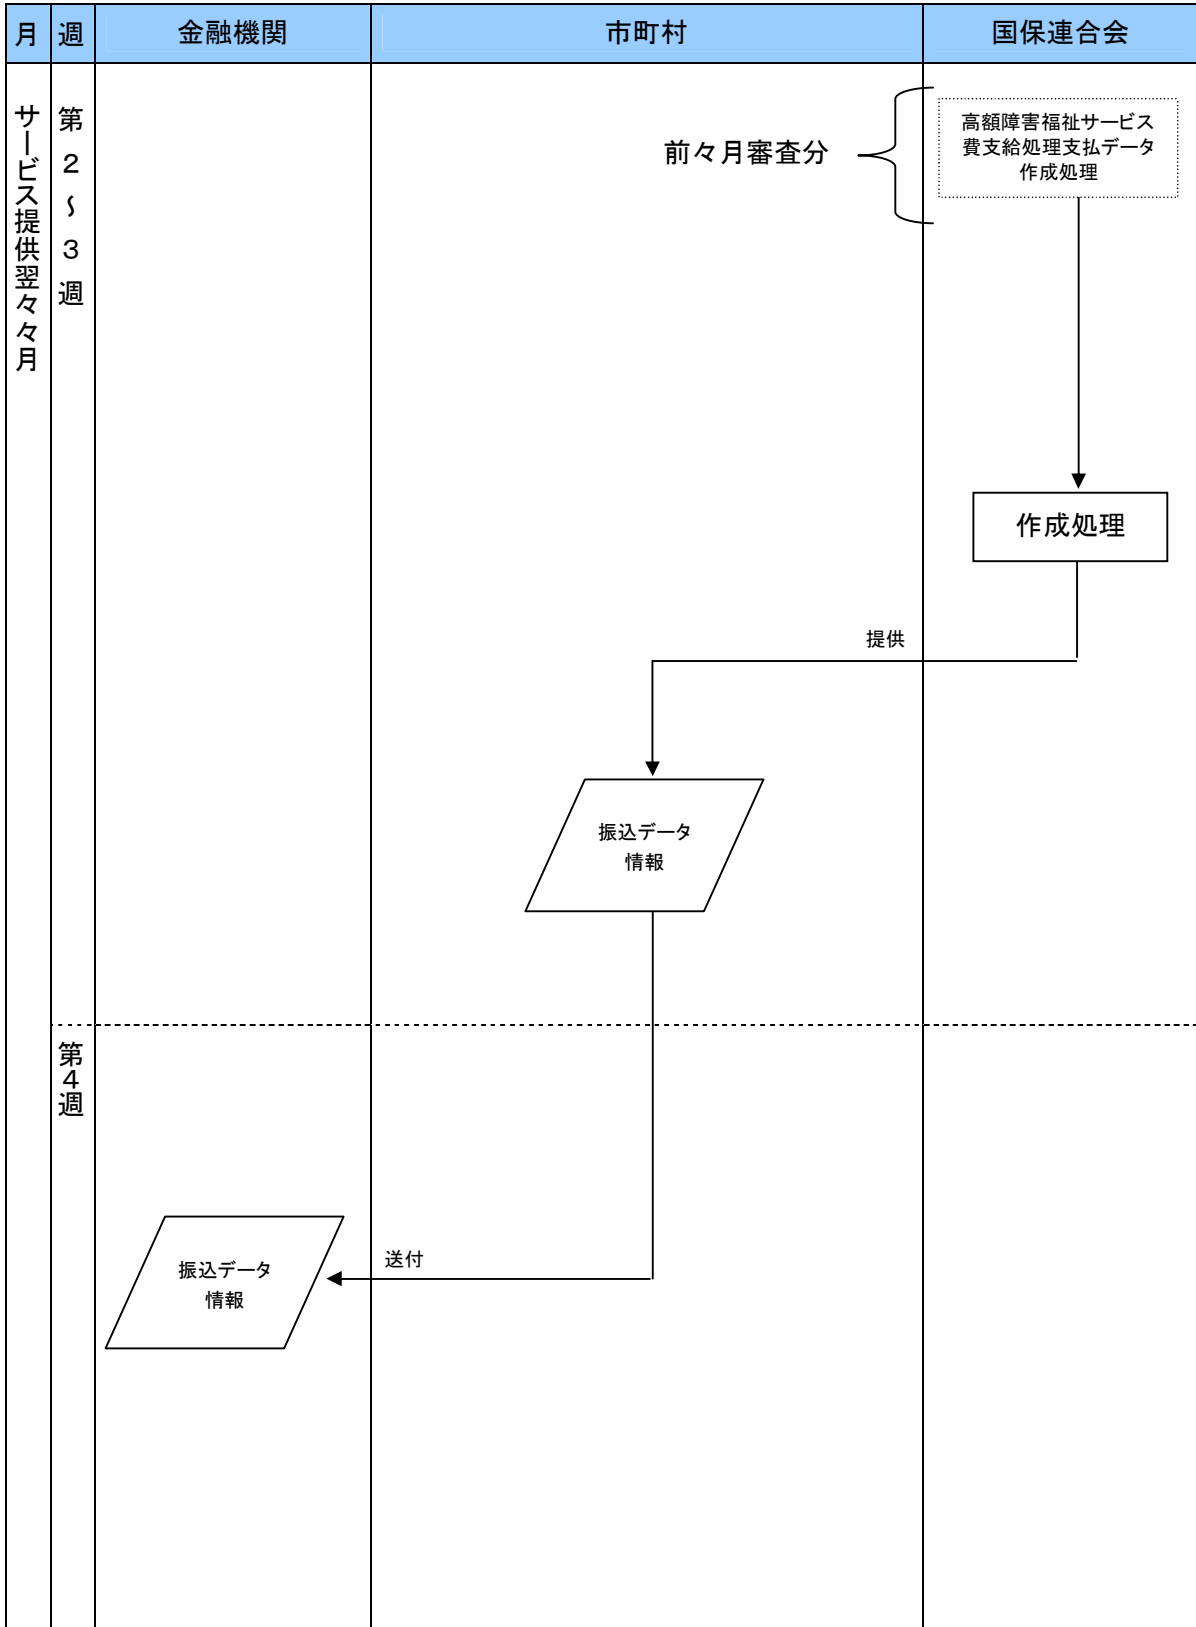 月 週 金融機関 市町村 国保連合会
サービス提供翌々々月
第2～3週
前々月審査分
高額障害福祉サービス
費支給処理支払データ
作成処理
作成処理
提供
振込データ
情報
第4週
送付
振込データ
情報